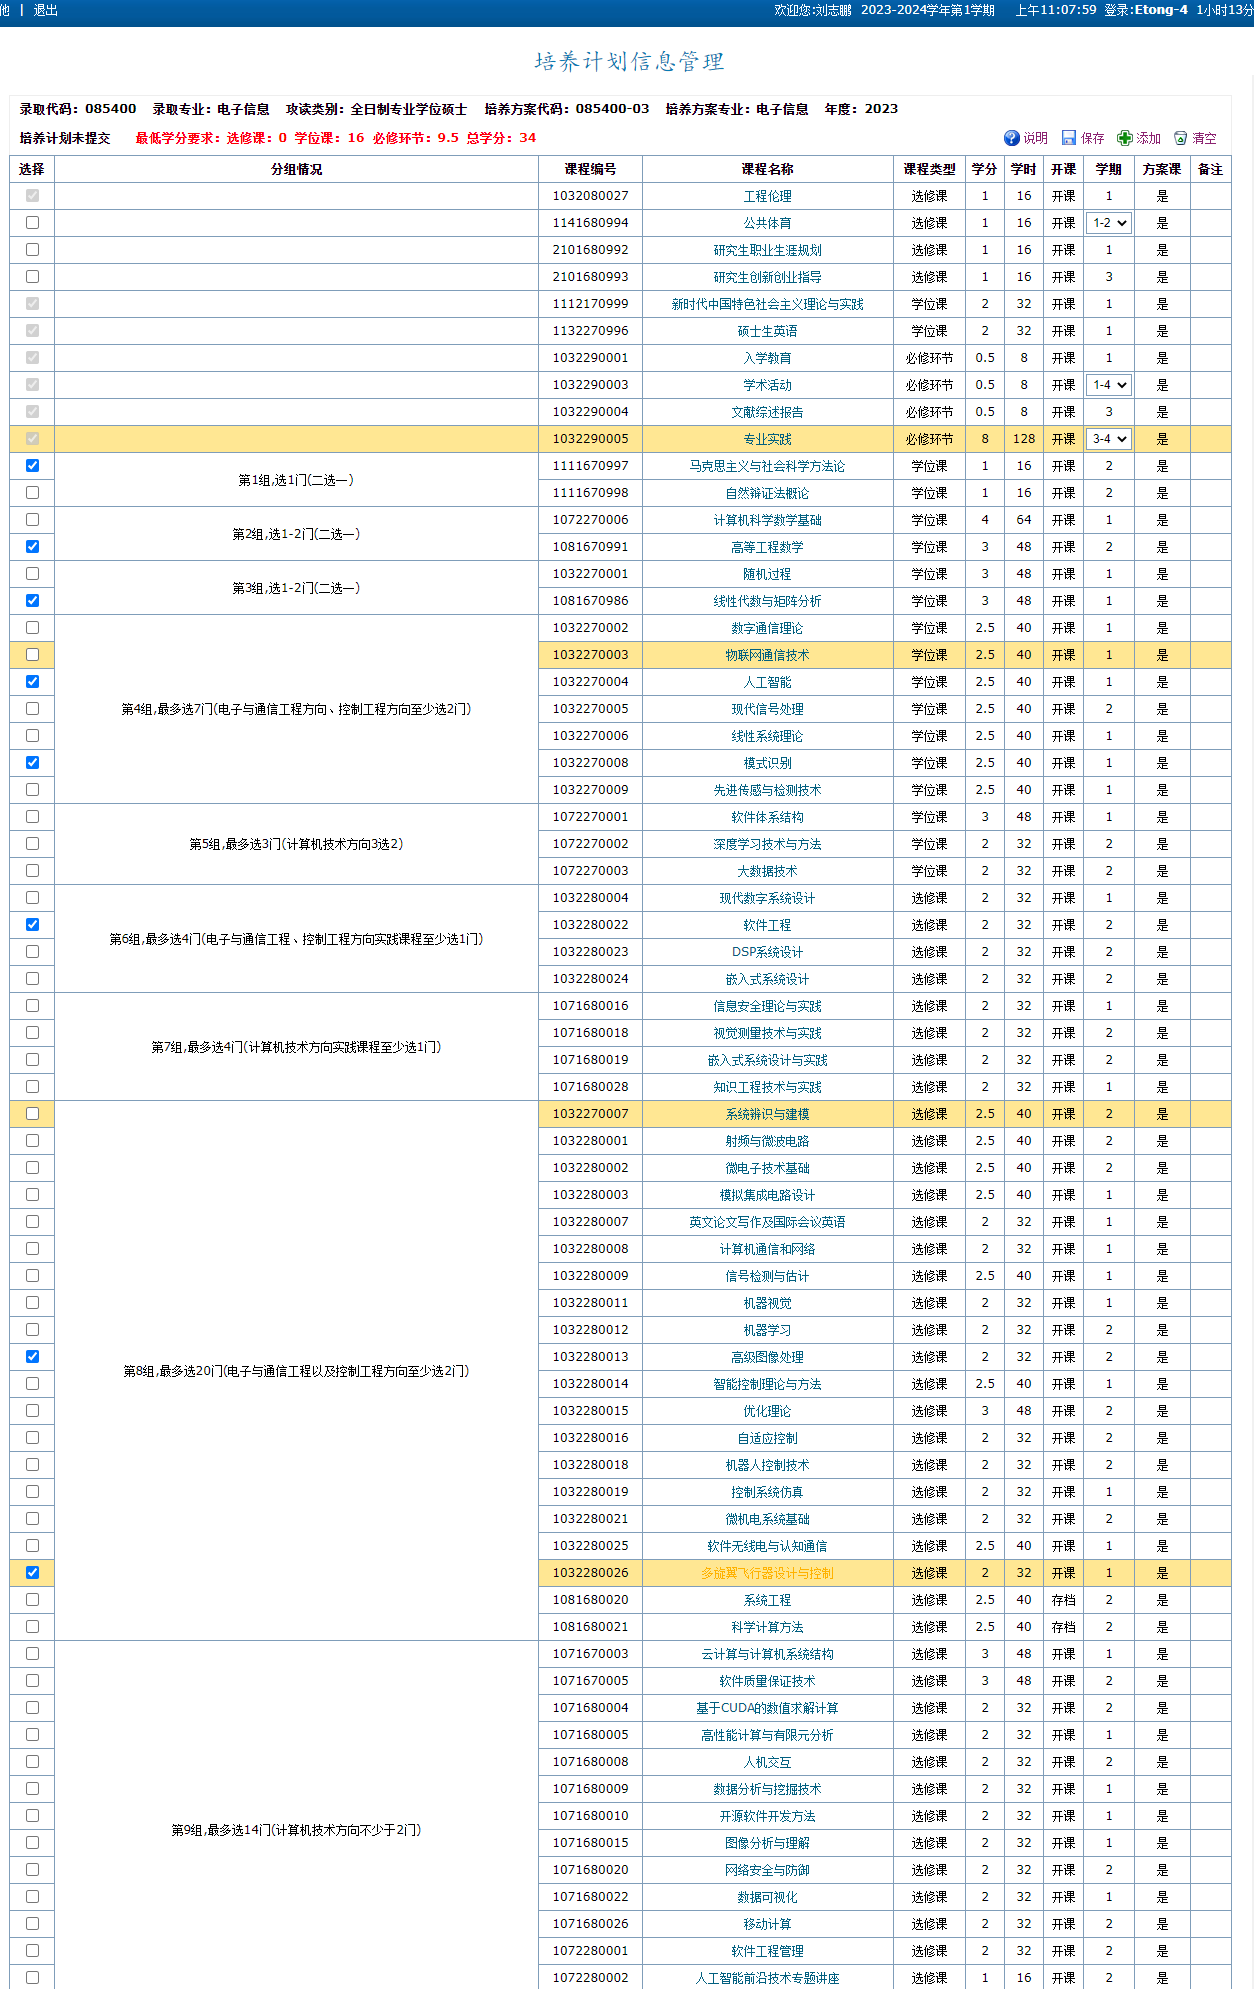 他 | 退出 欢迎您:刘志鹏 2023-2024学年第1学期 上午11:07:59 登录:Etong-4 1小时13分
培养计划信息管理
录取代码：085400 录取专业：电子信息 攻读类别：全日制专业学位硕士 培养方案代码：085400-03 培养方案专业：电子信息 年度：2023
培养计划未提交 最低学分要求：选修课：0 学位课：16 必修环节：9.5 总学分：34 说明 保存 添加 清空
选择 分组情况 课程编号 课程名称 课程类型 学分 学时 开课 学期 方案课 备注
1032080027 工程伦理 选修课 1 16 开课 1 是
1141680994 公共体育 选修课 1 16 开课 1-2 是
2101680992 研究生职业生涯规划 选修课 1 16 开课 1 是
2101680993 研究生创新创业指导 选修课 1 16 开课 3 是
1112170999 新时代中国特色社会主义理论与实践 学位课 2 32 开课 1 是
1132270996 硕士生英语 学位课 2 32 开课 1 是
1032290001 入学教育 必修环节 0.5 8 开课 1 是
1032290003 学术活动 必修环节 0.5 8 开课 1-4 是
1032290004 文献综述报告 必修环节 0.5 8 开课 3 是
1032290005 专业实践 必修环节 8 128 开课 3-4 是
第1组,选1门(二选一)
1111670997 马克思主义与社会科学方法论 学位课 1 16 开课 2 是
1111670998 自然辩证法概论 学位课 1 16 开课 2 是
第2组,选1-2门(二选一)
1072270006 计算机科学数学基础 学位课 4 64 开课 1 是
1081670991 高等工程数学 学位课 3 48 开课 2 是
第3组,选1-2门(二选一)
1032270001 随机过程 学位课 3 48 开课 1 是
1081670986 线性代数与矩阵分析 学位课 3 48 开课 1 是
第4组,最多选7门(电子与通信工程方向、控制工程方向至少选2门)
1032270002 数字通信理论 学位课 2.5 40 开课 1 是
1032270003 物联网通信技术 学位课 2.5 40 开课 1 是
1032270004 人工智能 学位课 2.5 40 开课 1 是
1032270005 现代信号处理 学位课 2.5 40 开课 2 是
1032270006 线性系统理论 学位课 2.5 40 开课 1 是
1032270008 模式识别 学位课 2.5 40 开课 1 是
1032270009 先进传感与检测技术 学位课 2.5 40 开课 1 是
第5组,最多选3门(计算机技术方向3选2)
1072270001 软件体系结构 学位课 3 48 开课 1 是
1072270002 深度学习技术与方法 学位课 2 32 开课 2 是
1072270003 大数据技术 学位课 2 32 开课 2 是
第6组,最多选4门(电子与通信工程、控制工程方向实践课程至少选1门)
1032280004 现代数字系统设计 选修课 2 32 开课 1 是
1032280022 软件工程 选修课 2 32 开课 2 是
1032280023 DSP系统设计 选修课 2 32 开课 2 是
1032280024 嵌入式系统设计 选修课 2 32 开课 2 是
第7组,最多选4门(计算机技术方向实践课程至少选1门)
1071680016 信息安全理论与实践 选修课 2 32 开课 1 是
1071680018 视觉测量技术与实践 选修课 2 32 开课 2 是
1071680019 嵌入式系统设计与实践 选修课 2 32 开课 2 是
1071680028 知识工程技术与实践 选修课 2 32 开课 1 是
第8组,最多选20门(电子与通信工程以及控制工程方向至少选2门)
1032270007 系统辨识与建模 选修课 2.5 40 开课 2 是
1032280001 射频与微波电路 选修课 2.5 40 开课 2 是
1032280002 微电子技术基础 选修课 2.5 40 开课 2 是
1032280003 模拟集成电路设计 选修课 2.5 40 开课 1 是
1032280007 英文论文写作及国际会议英语 选修课 2 32 开课 1 是
1032280008 计算机通信和网络 选修课 2 32 开课 1 是
1032280009 信号检测与估计 选修课 2.5 40 开课 1 是
1032280011 机器视觉 选修课 2 32 开课 1 是
1032280012 机器学习 选修课 2 32 开课 2 是
1032280013 高级图像处理 选修课 2 32 开课 2 是
1032280014 智能控制理论与方法 选修课 2.5 40 开课 1 是
1032280015 优化理论 选修课 3 48 开课 2 是
1032280016 自适应控制 选修课 2 32 开课 2 是
1032280018 机器人控制技术 选修课 2 32 开课 2 是
1032280019 控制系统仿真 选修课 2 32 开课 1 是
1032280021 微机电系统基础 选修课 2 32 开课 2 是
1032280025 软件无线电与认知通信 选修课 2.5 40 开课 1 是
1032280026 多旋翼飞行器设计与控制 选修课 2 32 开课 1 是
1081680020 系统工程 选修课 2.5 40 存档 2 是
1081680021 科学计算方法 选修课 2.5 40 存档 2 是
第9组,最多选14门(计算机技术方向不少于2门)
1071670003 云计算与计算机系统结构 选修课 3 48 开课 1 是
1071670005 软件质量保证技术 选修课 3 48 开课 2 是
1071680004 基于CUDA的数值求解计算 选修课 2 32 开课 2 是
1071680005 高性能计算与有限元分析 选修课 2 32 开课 1 是
1071680008 人机交互 选修课 2 32 开课 2 是
1071680009 数据分析与挖掘技术 选修课 2 32 开课 1 是
1071680010 开源软件开发方法 选修课 2 32 开课 2 是
1071680015 图像分析与理解 选修课 2 32 开课 1 是
1071680020 网络安全与防御 选修课 2 32 开课 2 是
1071680022 数据可视化 选修课 2 32 开课 1 是
1071680026 移动计算 选修课 2 32 开课 2 是
1072280001 软件工程管理 选修课 2 32 开课 2 是
1072280002 人工智能前沿技术专题讲座 选修课 1 16 开课 2 是